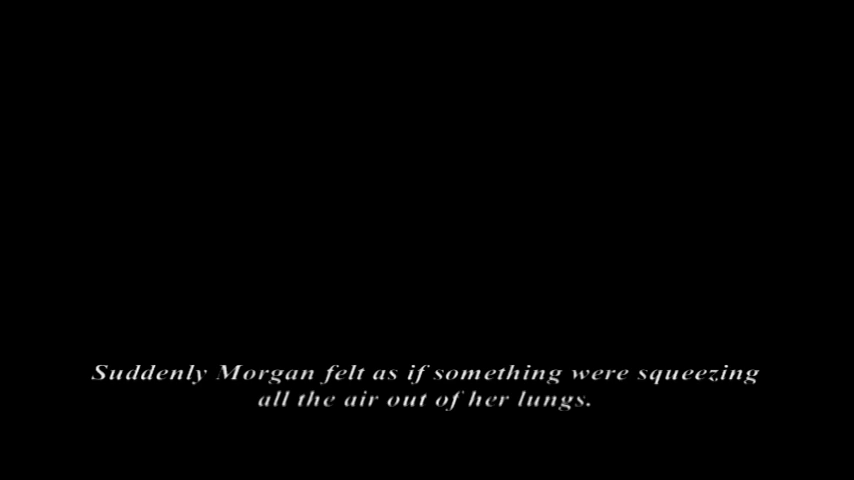 Suddenly Morgan felt as if something were squeezing
all the air out of her lungs.